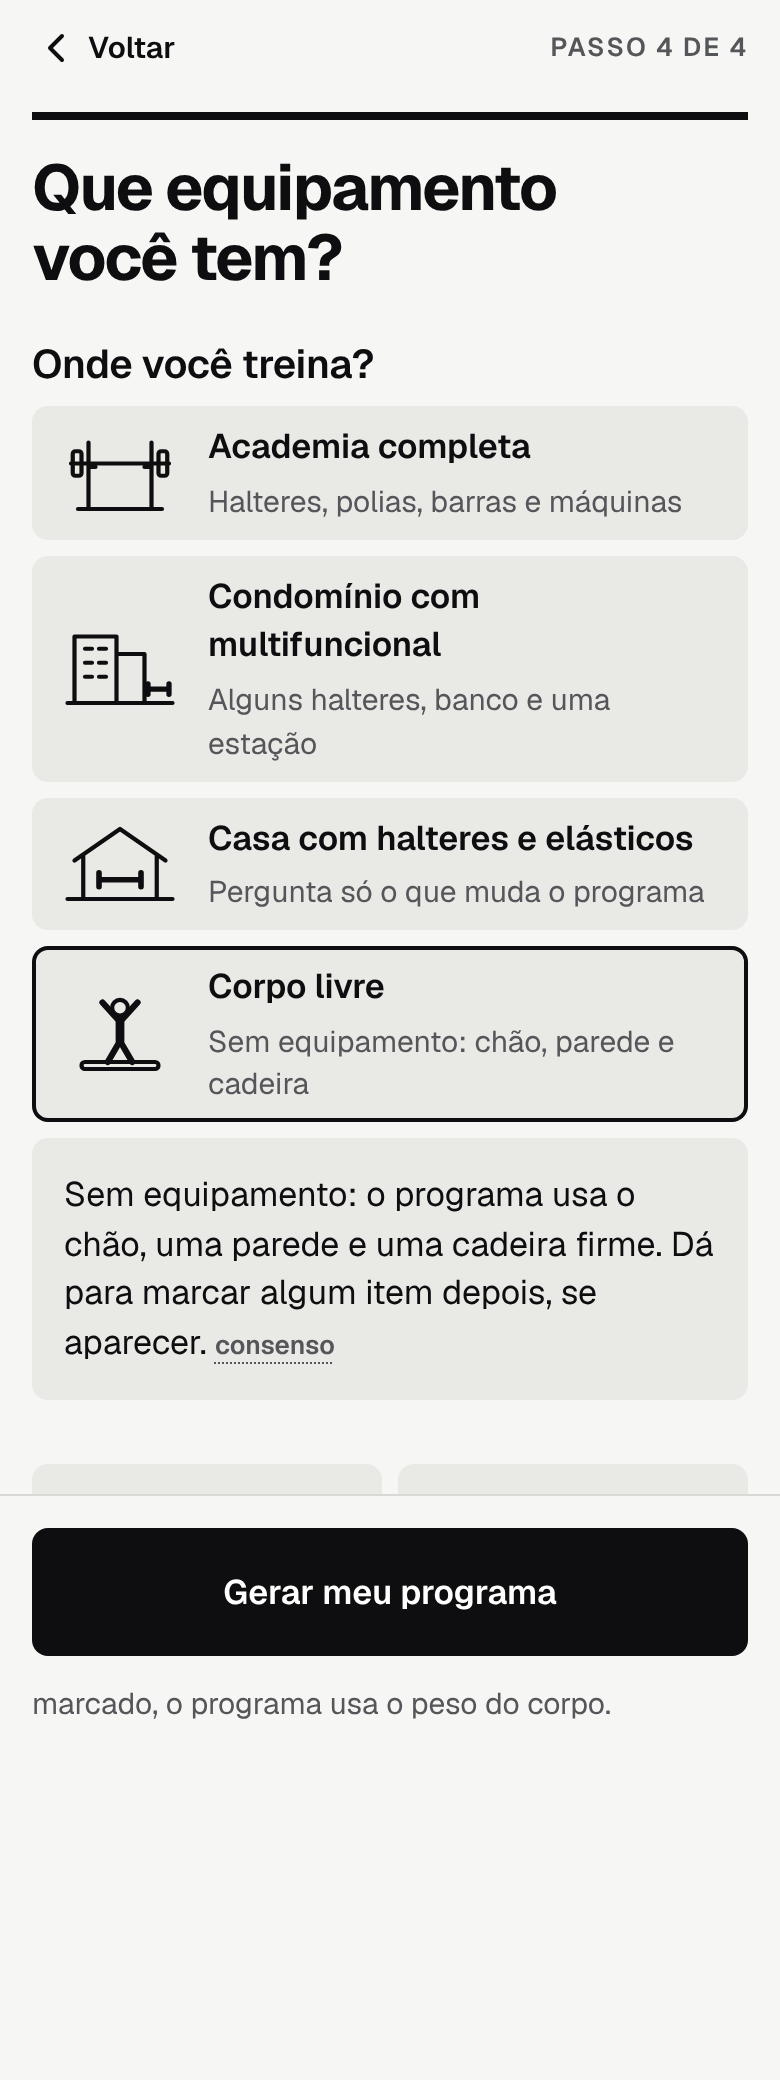 Voltar
PASSO 4 DE 4
Que equipamento
você tem?
Onde você treina?
Academia completa
Halteres, polias, barras e máquinas
Condomínio com
multifuncional
Alguns halteres, banco e uma
estação
Casa com halteres e elásticos
Pergunta só o que muda o programa
Corpo livre
Sem equipamento: chão, parede e
cadeira
Sem equipamento: o programa usa o
chão, uma parede e uma cadeira firme. Dá
para marcar algum item depois, se
aparecer. consenso
Gerar meu programa
marcado, o programa usa o peso do corpo.